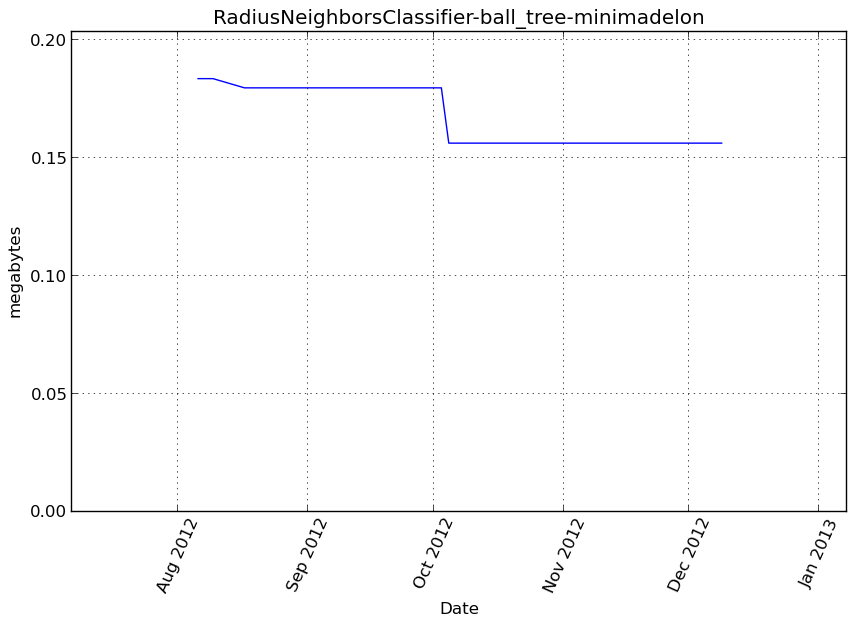 RadiusNeighborsClassifier-ball_tree-minimadelon
0.20
0.15
0.10
0.05
0.00
megabytes
Aug 2012
Sep 2012
Oct 2012
Nov 2012
Dec 2012
Jan 2013
Date